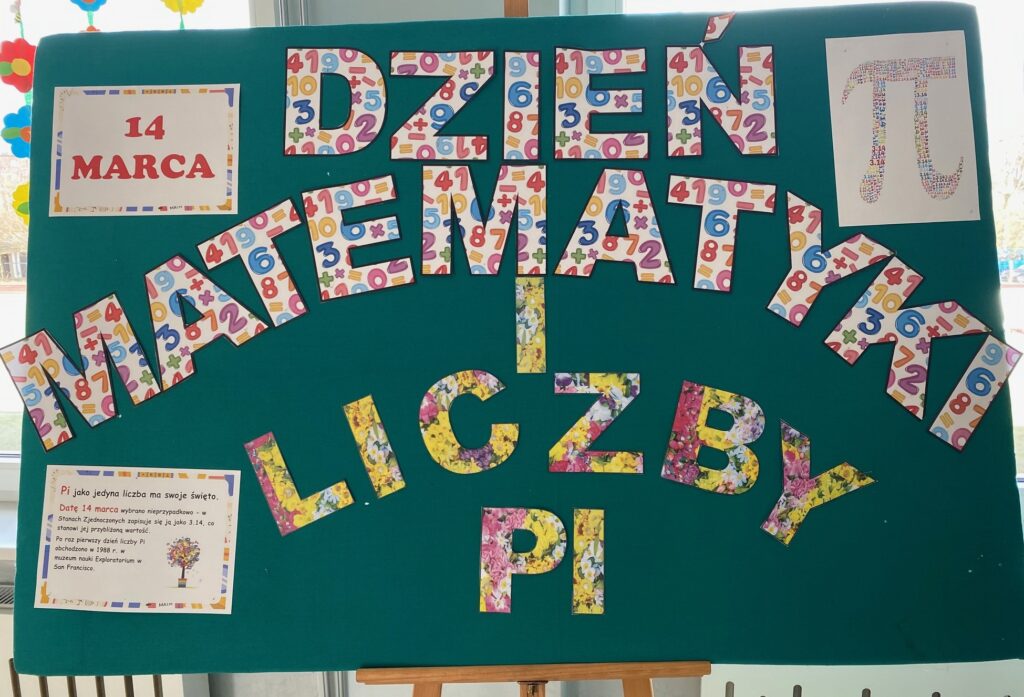 DZIEŃ
MATEMATYKI
I
LICZBY
PI
14
MARCA
Pi jako jedyna liczba ma swoje święto.
Datę 14 marca wybrano nieprzypadkowo - w
Stanach Zjednoczonych zapisuje się ją jako 3.14, co
stanowi jej przybliżoną wartość.
Po raz pierwszy dzień liczby Pi
obchodzono w 1988 r. w
muzeum nauki Exploratorium w
San Francisco.